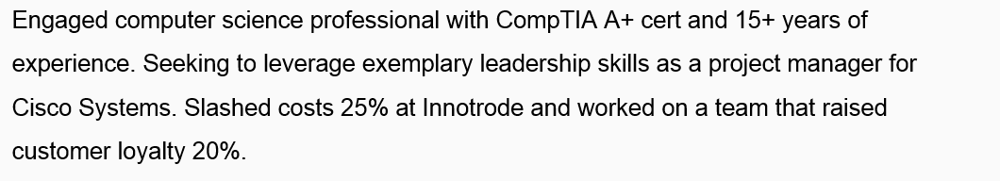 Engaged computer science professional with CompTIA A+ cert and 15+ years of
experience. Seeking to leverage exemplary leadership skills as a project manager for
Cisco Systems. Slashed costs 25% at Innotrode and worked on a team that raised
customer loyalty 20%.